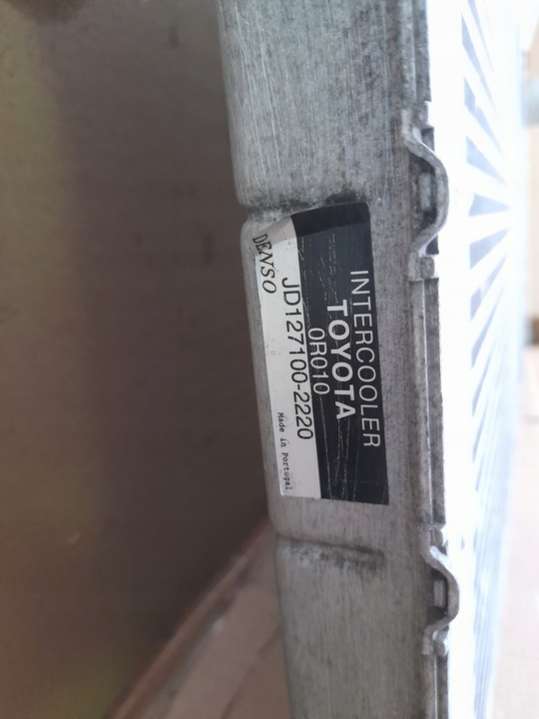 INTERCOOLER
TOYOTA
0R010
JD127100-2220
DENSO
Made in Portugal